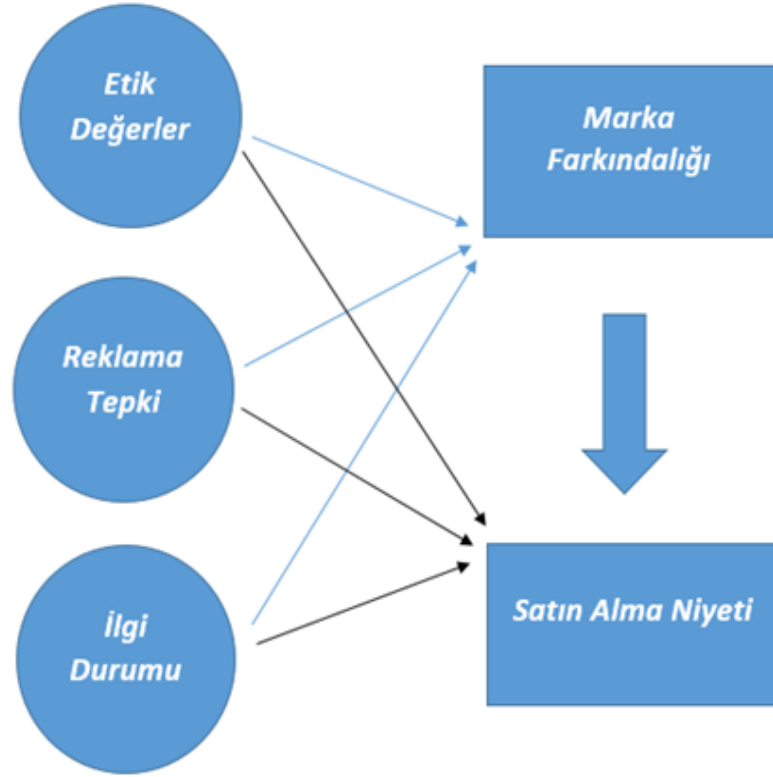 Etik
Değerler
Marka
Farkındalığı
Reklama
Tepki
İlgi
Durumu
Satın Alma Niyeti